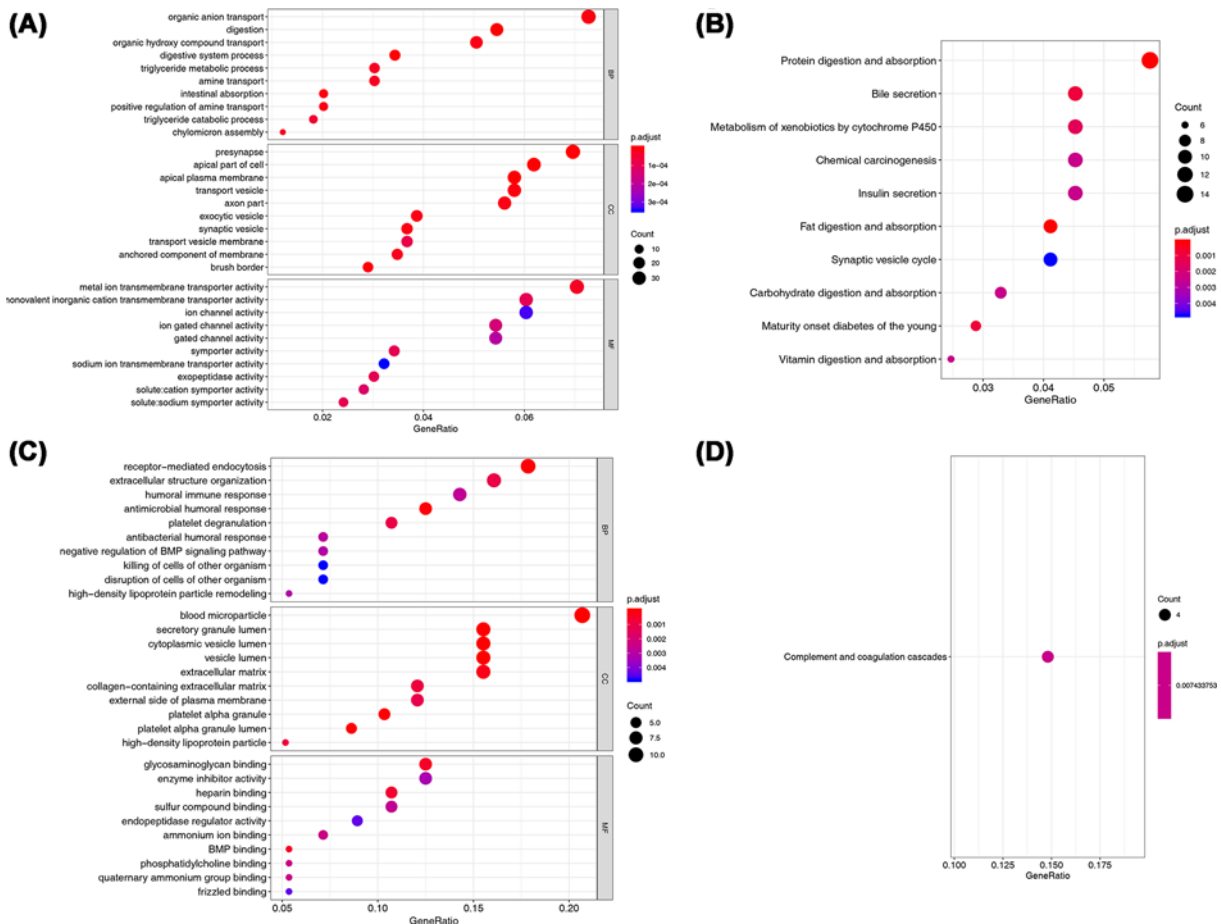 (A)
organic anion transport
digestion
organic hydroxy compound transport
digestive system process
triglyceride metabolic process
amine transport
intestinal absorption
positive regulation of amine transport
triglyceride catabolic process
chylomicron assembly
BP
presynapse
apical part of cell
apical plasma membrane
transport vesicle
axon part
exocytic vesicle
synaptic vesicle
transport vesicle membrane
anchored component of membrane
brush border
CC
metal ion transmembrane transporter activity
nonovalent inorganic cation transmembrane transporter activity
ion channel activity
ion gated channel activity
gated channel activity
symporter activity
sodium ion transmembrane transporter activity
exopeptidase activity
solute:cation symporter activity
solute:sodium symporter activity
MF
0.02 0.04 0.06
GeneRatio
p.adjust
1e-04
2e-04
3e-04
Count
10
20
30
(B)
Protein digestion and absorption
Bile secretion
Metabolism of xenobiotics by cytochrome P450
Chemical carcinogenesis
Insulin secretion
Fat digestion and absorption
Synaptic vesicle cycle
Carbohydrate digestion and absorption
Maturity onset diabetes of the young
Vitamin digestion and absorption
0.03 0.04 0.05
GeneRatio
Count
6
8
10
12
14
p.adjust
0.001
0.002
0.003
0.004
(C)
receptor-mediated endocytosis
extracellular structure organization
humoral immune response
antimicrobial humoral response
platelet degranulation
antibacterial humoral response
negative regulation of BMP signaling pathway
killing of cells of other organism
disruption of cells of other organism
high-density lipoprotein particle remodeling
BP
blood microparticle
secretory granule lumen
cytoplasmic vesicle lumen
vesicle lumen
extracellular matrix
collagen-containing extracellular matrix
external side of plasma membrane
platelet alpha granule
platelet alpha granule lumen
high-density lipoprotein particle
CC
glycosaminoglycan binding
enzyme inhibitor activity
heparin binding
sulfur compound binding
endopeptidase regulator activity
ammonium ion binding
BMP binding
phosphatidylcholine binding
quaternary ammonium group binding
frizzled binding
MF
0.05 0.10 0.15 0.20
GeneRatio
p.adjust
0.001
0.002
0.003
0.004
Count
5.0
7.5
10.0
(D)
Complement and coagulation cascades
0.100 0.125 0.150 0.175
GeneRatio
Count
4
p.adjust
0.007433753